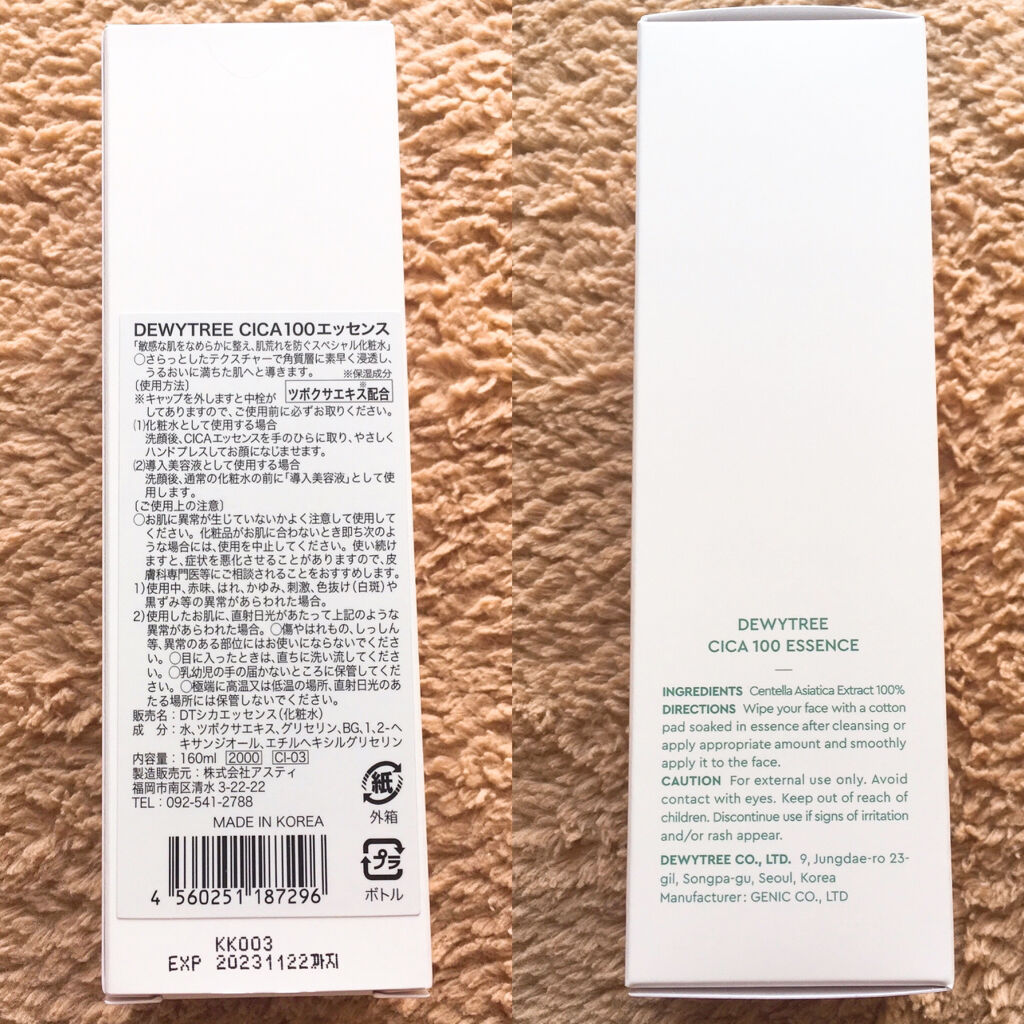 DEWYTREE CICA100エッセンス
「敏感な肌をなめらかに整え、肌荒れを防ぐスペシャル化粧水」
○さらっとしたテクスチャーで角質層に素早く浸透し、
うるおいに満ちた肌へと導きます。 ※保湿成分
〔使用方法〕 ツボクサエキス※配合
※キャップを外しますと中栓が
してありますので、ご使用前に必ずお取りください。
(1)化粧水として使用する場合
洗顔後、CICAエッセンスを手のひらに取り、やさしく
ハンドプレスしてお顔になじませます。
(2)導入美容液として使用する場合
洗顔後、通常の化粧水の前に「導入美容液」として使
用します。
〔ご使用上の注意〕
○お肌に異常が生じていないかよく注意して使用して
ください。化粧品がお肌に合わないとき即ち次のよ
うな場合には、使用を中止してください。使い続け
ますと、症状を悪化させることがありますので、皮
膚科専門医等にご相談されることをおすすめします。
1)使用中、赤味、はれ、かゆみ、刺激、色抜け(白斑)や
黒ずみ等の異常があらわれた場合。
2)使用したお肌に、直射日光があたって上記のような
異常があらわれた場合。○傷やはれもの、しっしん
等、異常のある部位にはお使いにならないでくださ
い。○目に入ったときは、直ちに洗い流してくださ
い。○乳幼児の手の届かないところに保管してくだ
さい。○極端に高温又は低温の場所、直射日光のあ
たる場所には保管しないでください。
販売名：DTシカエッセンス(化粧水)
成　分：水、ツボクサエキス、グリセリン、BG、1,2-ヘ
キサンジオール、エチルヘキシルグリセリン
内容量：160ml 2000 CI-03
製造販売元：株式会社アスティ
福岡市南区清水 3-22-22
TEL：092-541-2788
MADE IN KOREA
紙
外箱
プラ
ボトル
4 560251 187296
KK003
EXP 20231122까지
DEWYTREE
CICA 100 ESSENCE
INGREDIENTS Centella Asiatica Extract 100%
DIRECTIONS Wipe your face with a cotton
pad soaked in essence after cleansing or
apply appropriate amount and smoothly
apply it to the face.
CAUTION For external use only. Avoid
contact with eyes. Keep out of reach of
children. Discontinue use if signs of irritation
and/or rash appear.
DEWYTREE CO., LTD. 9, Jungdae-ro 23-
gil, Songpa-gu, Seoul, Korea
Manufacturer: GENIC CO., LTD